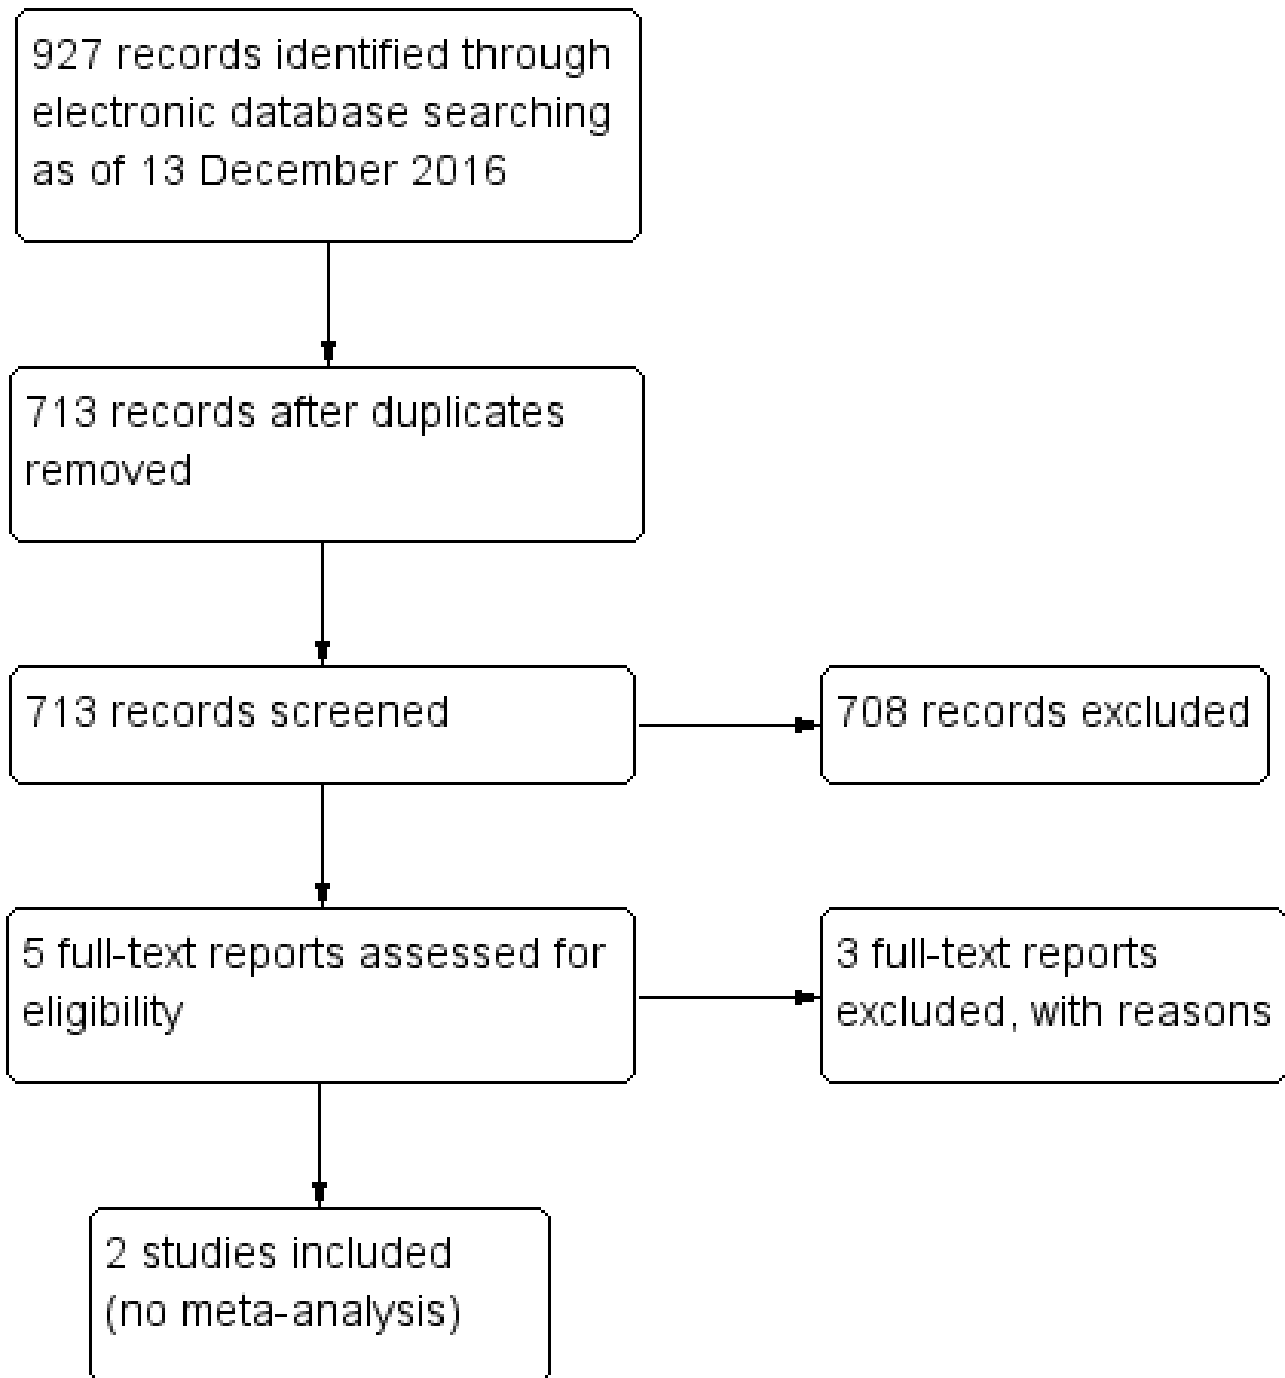 927 records identified through
electronic database searching
as of 13 December 2016
713 records after duplicates
removed
713 records screened
708 records excluded
5 full-text reports assessed for
eligibility
3 full-text reports
excluded, with reasons
2 studies included
(no meta-analysis)